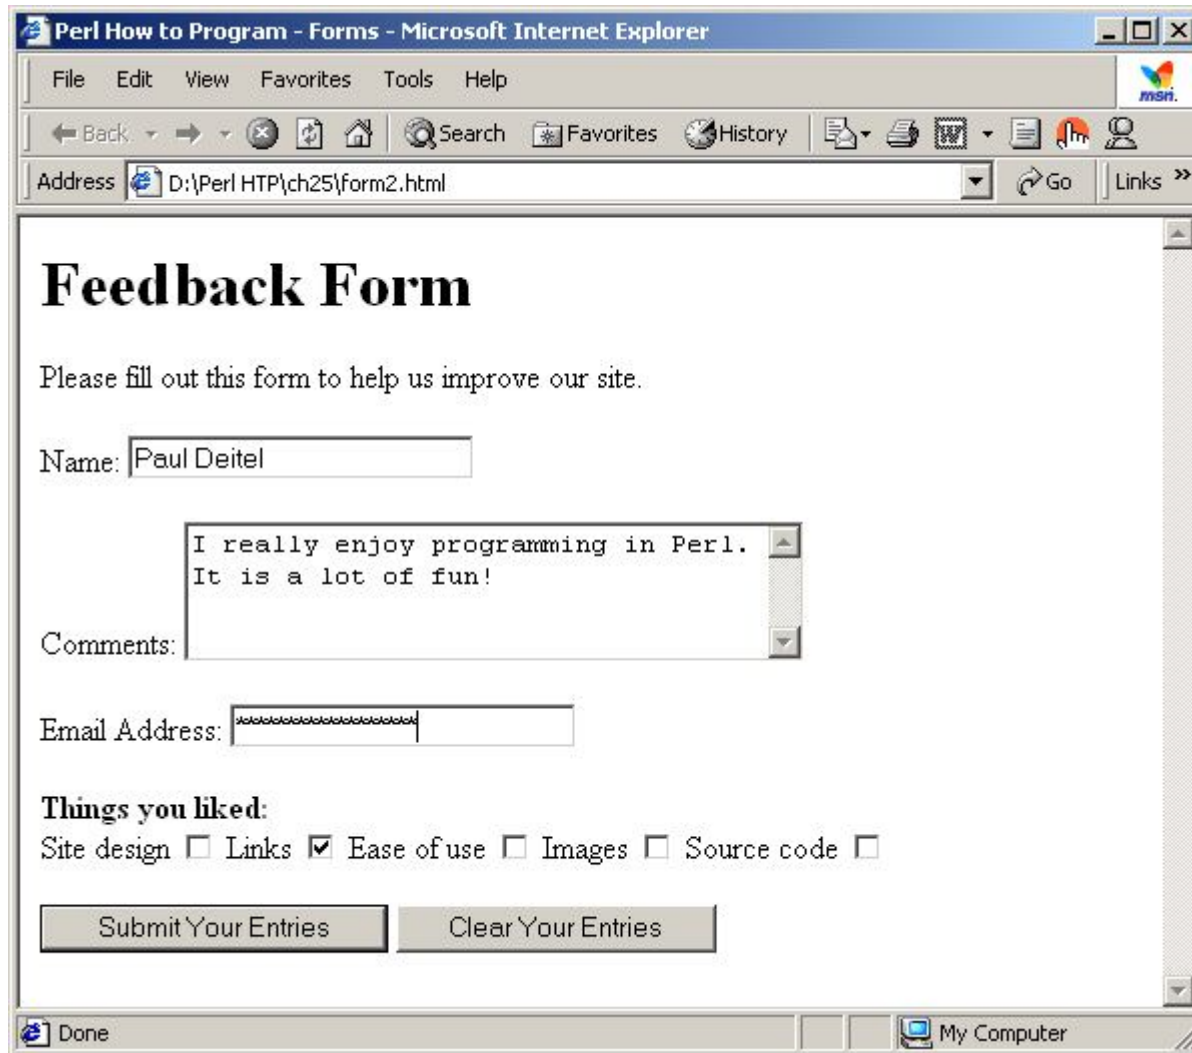 Perl How to Program - Forms - Microsoft Internet Explorer
File Edit View Favorites Tools Help
msn.
Back Search Favorites History W
Address D:\Perl HTP\ch25\form2.html Go Links »
Feedback Form
Please fill out this form to help us improve our site.
Name: Paul Deitel
I really enjoy programming in Perl.
It is a lot of fun!
Comments:
Email Address: ********************
Things you liked:
Site design Links Ease of use Images Source code
Submit Your Entries Clear Your Entries
Done My Computer